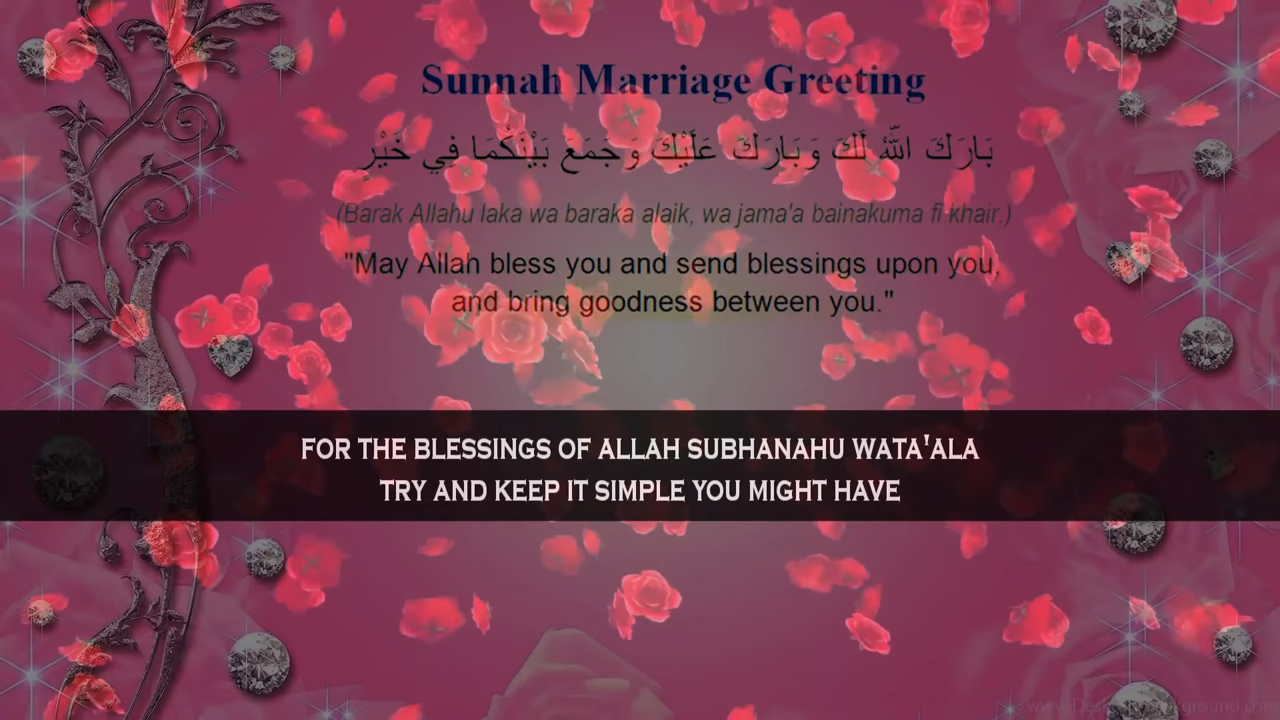 Sunnah Marriage Greeting
بَارَكَ اللهُ لَكَ وَبَارَكَ عَلَيْكَ وَجَمَعَ بَيْنَكُمَا فِي خَيْرٍ
(Barak Allahu laka wa baraka alaik, wa jama'a bainakuma fi khair.)
"May Allah bless you and send blessings upon you,
and bring goodness between you."
FOR THE BLESSINGS OF ALLAH SUBHANAHU WATA'ALA
TRY AND KEEP IT SIMPLE YOU MIGHT HAVE